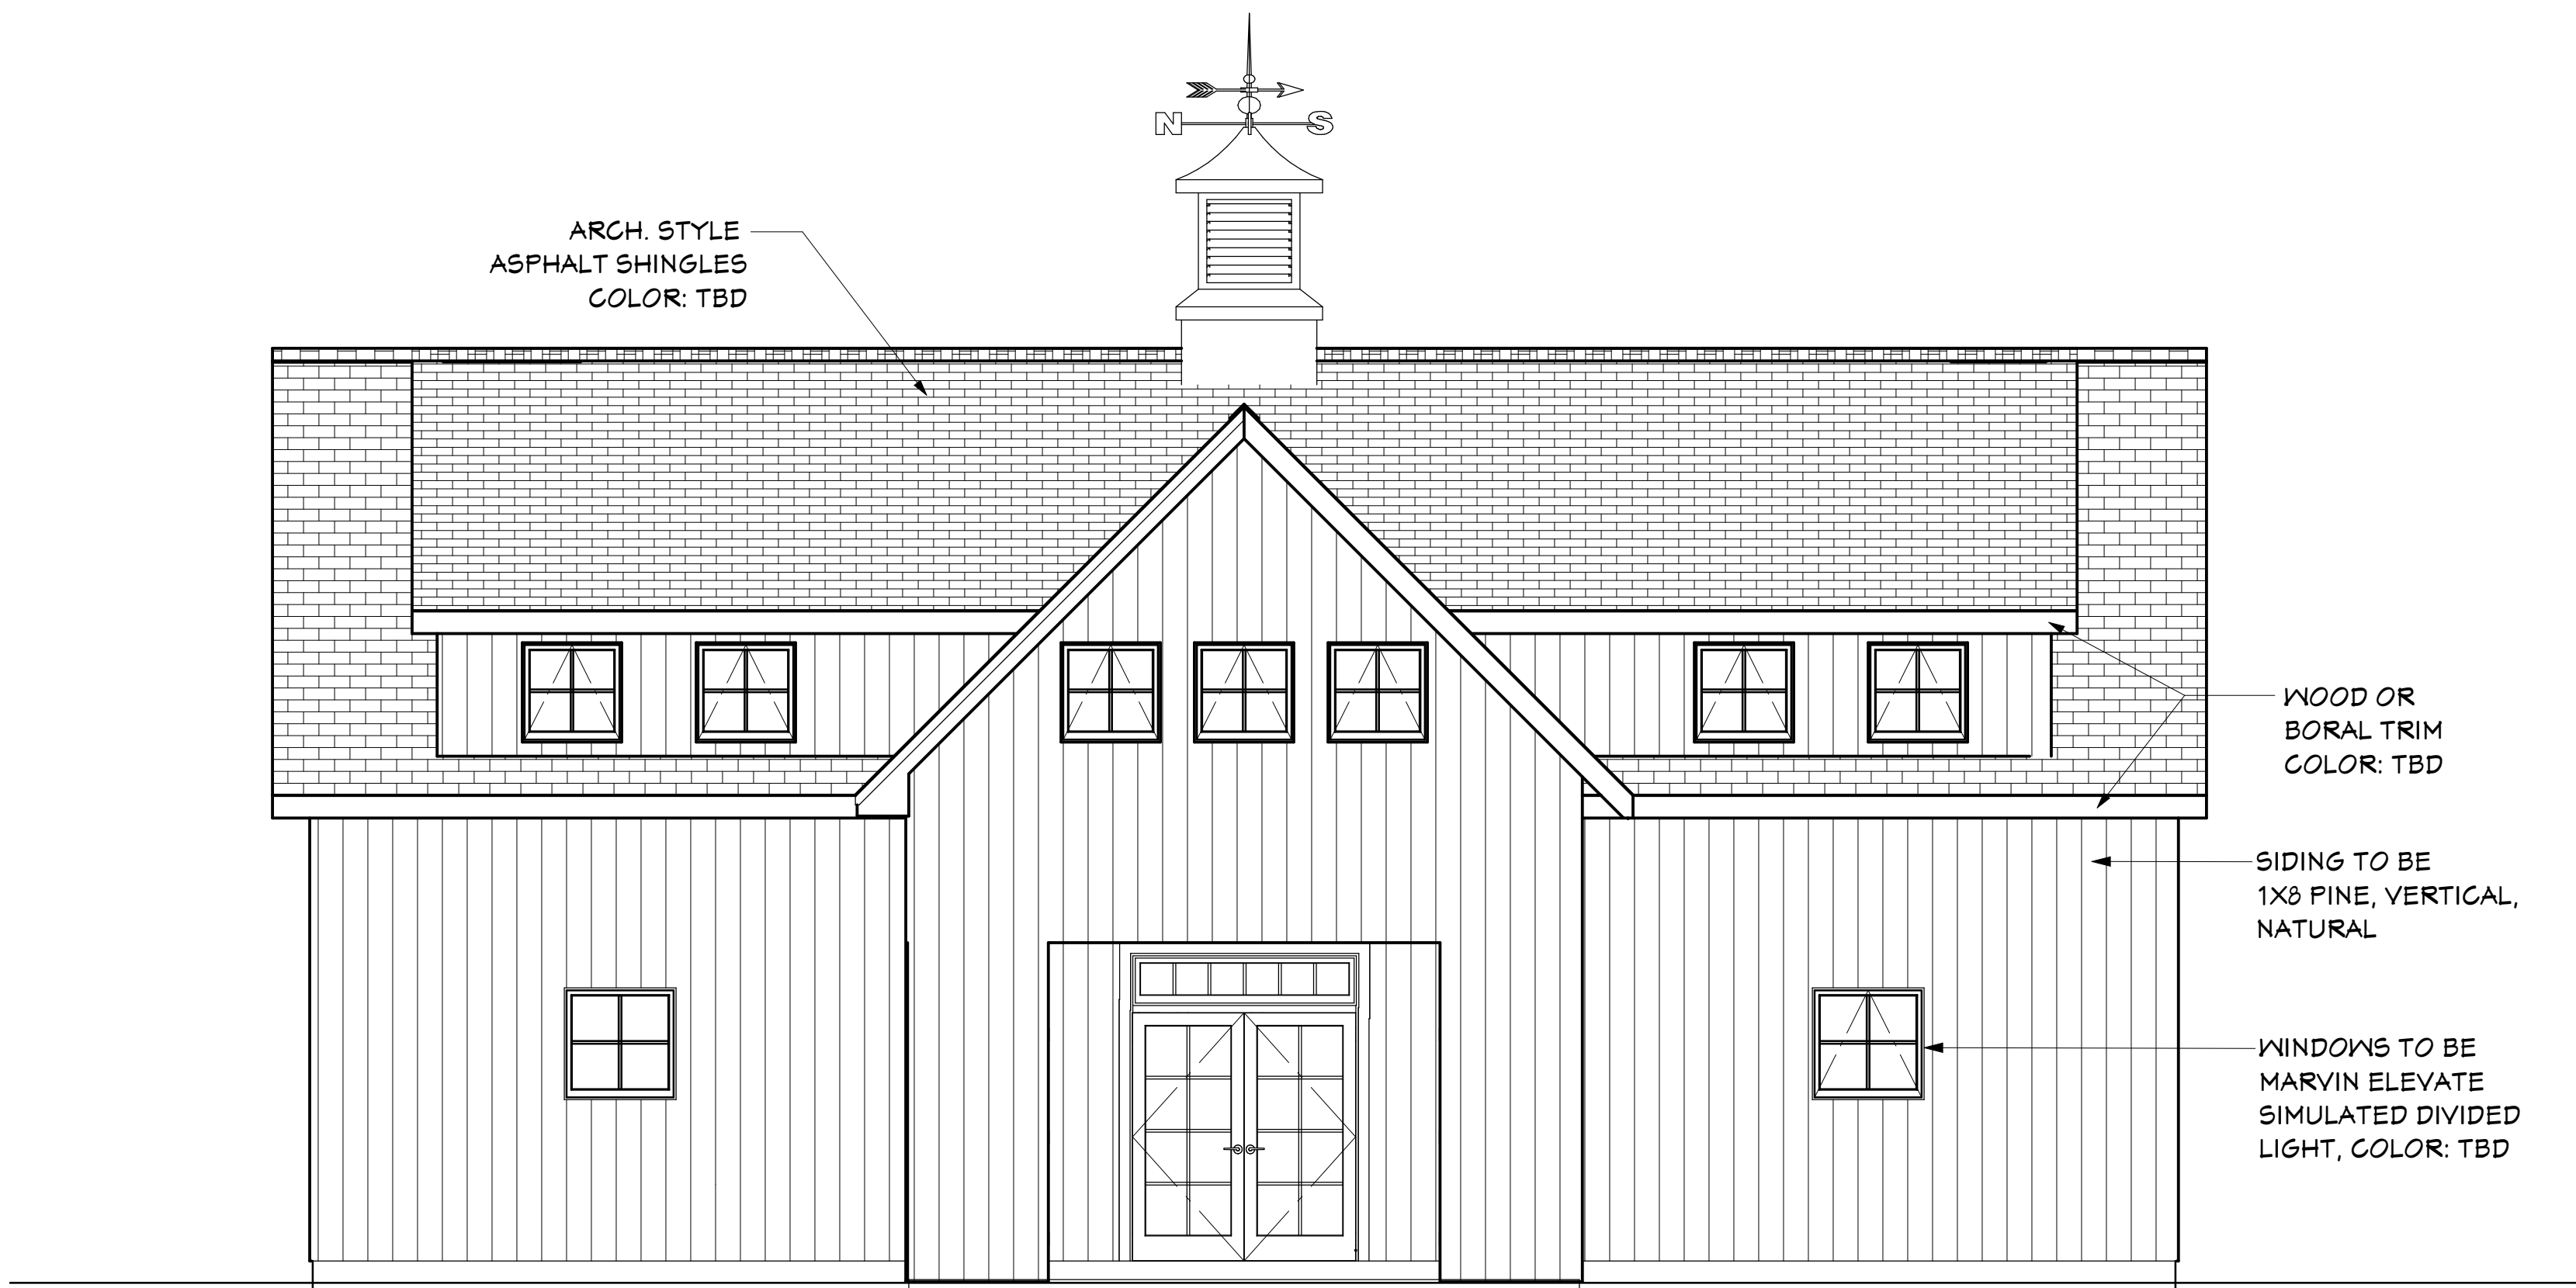 N S
ARCH. STYLE
ASPHALT SHINGLES
COLOR: TBD
WOOD OR
BORAL TRIM
COLOR: TBD
SIDING TO BE
1X8 PINE, VERTICAL,
NATURAL
WINDOWS TO BE
MARVIN ELEVATE
SIMULATED DIVIDED
LIGHT, COLOR: TBD